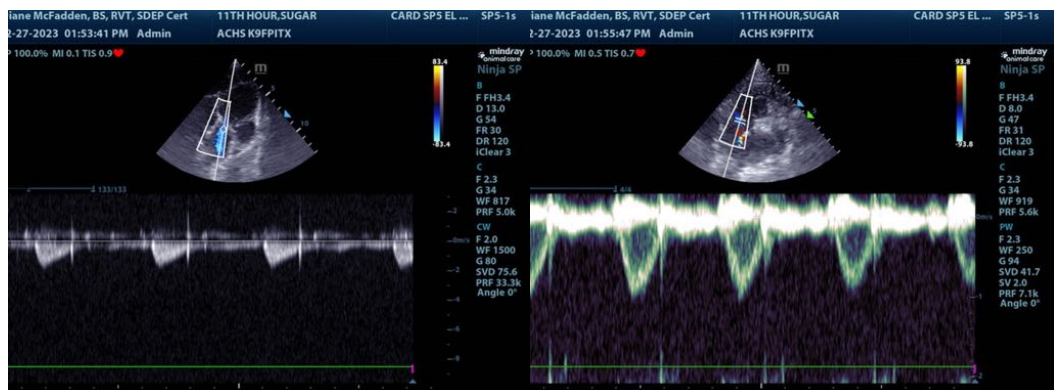 iane McFadden, BS, RVT, SDEP Cert 11TH HOUR,SUGAR CARD SP5 EL ... SP5-1s
2-27-2023 01:53:41 PM Admin ACHS K9FPITX
P 100.0% MI 0.1 TIS 0.9
m
83.4
-83.4
5
10
mindray
animalcare
Ninja SP
B
F FH3.4
D 13.0
G 54
FR 30
DR 120
iClear 3
C
F 2.3
G 34
WF 817
PRF 5.0k
CW
F 2.0
WF 1500
G 80
SVD 75.6
PRF 33.3k
Angle 0°
133/133
2
0m/s
-2
-4
-6
-8
iane McFadden, BS, RVT, SDEP Cert 11TH HOUR,SUGAR CARD SP5 EL ... SP5-1s
2-27-2023 01:55:47 PM Admin ACHS K9FPITX
P 100.0% MI 0.5 TIS 0.7
m
93.8
-93.8
5
mindray
animalcare
Ninja SP
B
F FH3.4
D 8.0
G 47
FR 31
DR 120
iClear 3
C
F 2.3
G 34
WF 919
PRF 5.6k
PW
F 2.3
WF 250
G 94
SVD 41.7
SV 2.0
PRF 7.1k
Angle 0°
4/4
0m/s
-1
-2